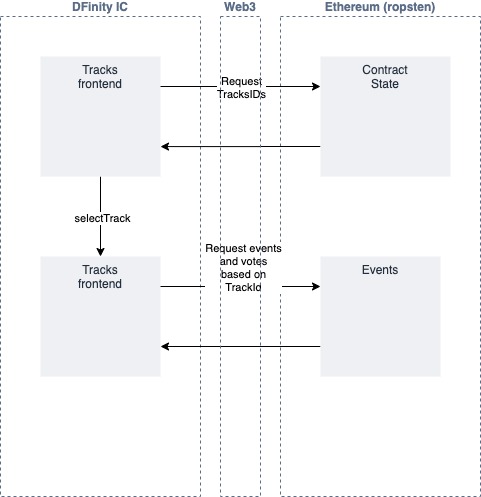 DFinity IC
Web3
Ethereum (ropsten)
Tracks
frontend
Request
TracksIDs
Contract
State
selectTrack
Tracks
frontend
Request events
and votes
based on
TrackId
Events